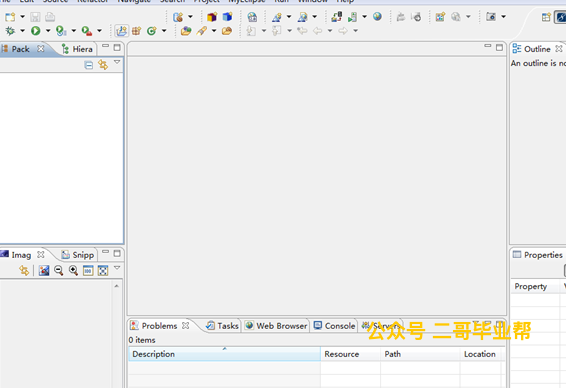 File Edit Source Refactor Navigate Search Project MyEclipse Run Window Help
Pack Hiera
Outline
An outline is no
Imag Snipp
Properties
Property V
Problems Tasks Web Browser Console Servers
0 items
Description Resource Path Location
公众号 二哥毕业帮